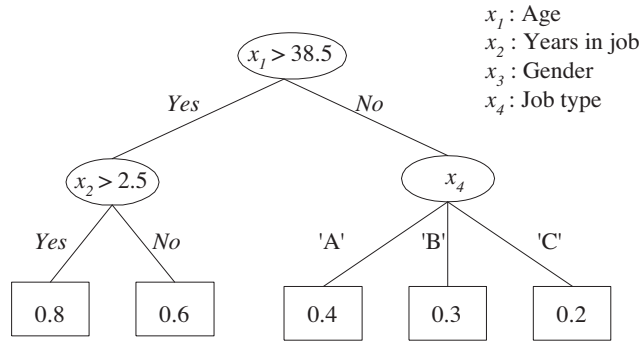 x1 : Age
x2 : Years in job
x3 : Gender
x4 : Job type
x1 > 38.5
Yes
No
x2 > 2.5
x4
Yes
No
'A'
'B'
'C'
0.8
0.6
0.4
0.3
0.2